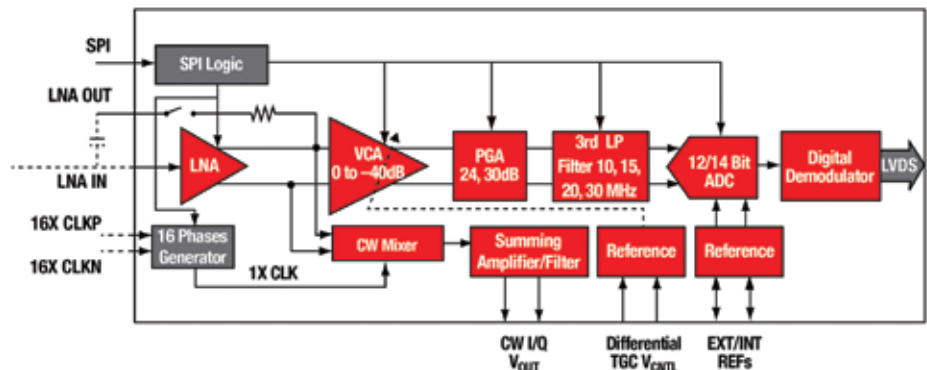 SPI
SPI Logic
LNA OUT
LNA
LNA IN
VCA
0 to –40dB
PGA
24, 30dB
3rd LP
Filter 10, 15,
20, 30 MHz
12/14 Bit
ADC
Digital
Demodulator
LVDS
16X CLKP
16X CLKN
16 Phases
Generator
1X CLK
CW Mixer
Summing
Amplifier/Filter
Reference
Reference
CW I/Q
VOUT
Differential
TGC VCNTL
EXT/INT
REFs